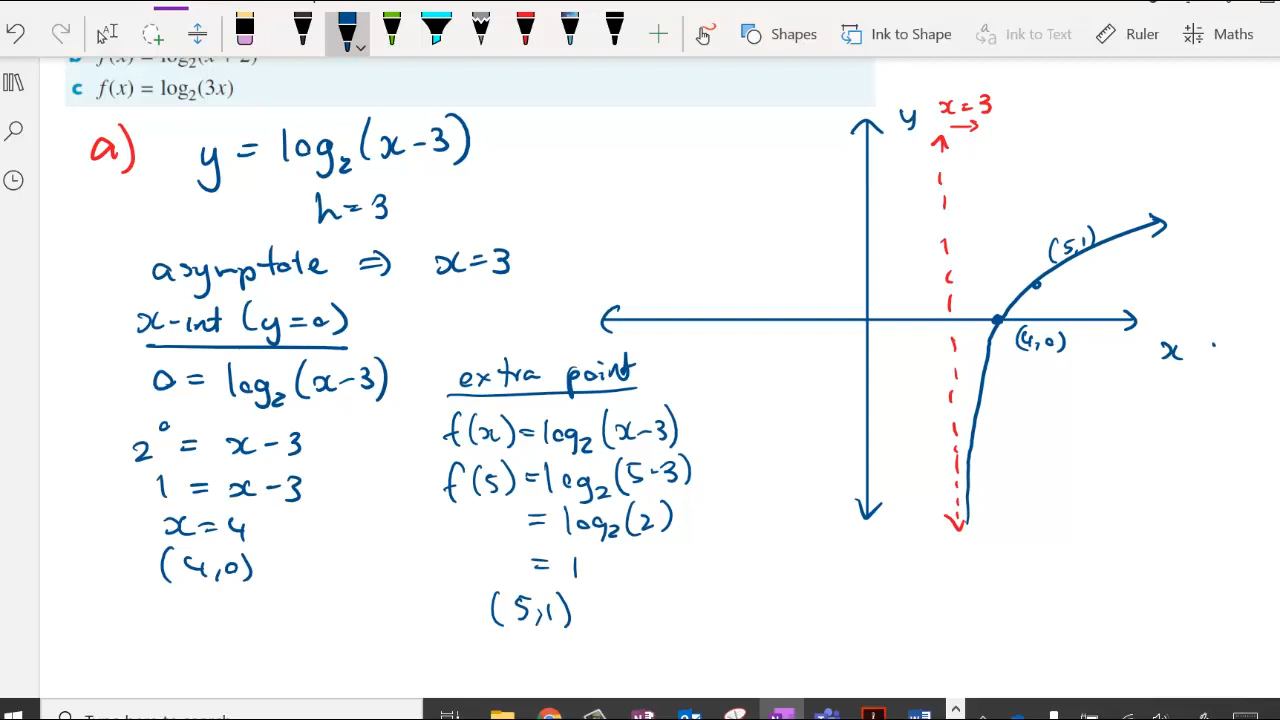 Shapes
Ink to Shape
Ink to Text
Ruler
Maths
b f(x) = log₂(x + 2)
c f(x) = log₂(3x)
a) y = log₂(x-3)
h=3
asymptote ⇒ x=3
x-int (y=0)
0 = log₂(x-3)
2⁰ = x-3
1 = x-3
x=4
(4,0)
extra point
f(x)=log₂(x-3)
f(5)=log₂(5-3)
= log₂(2)
= 1
(5,1)
y
x=3
→
(5,1)
(4,0)
x